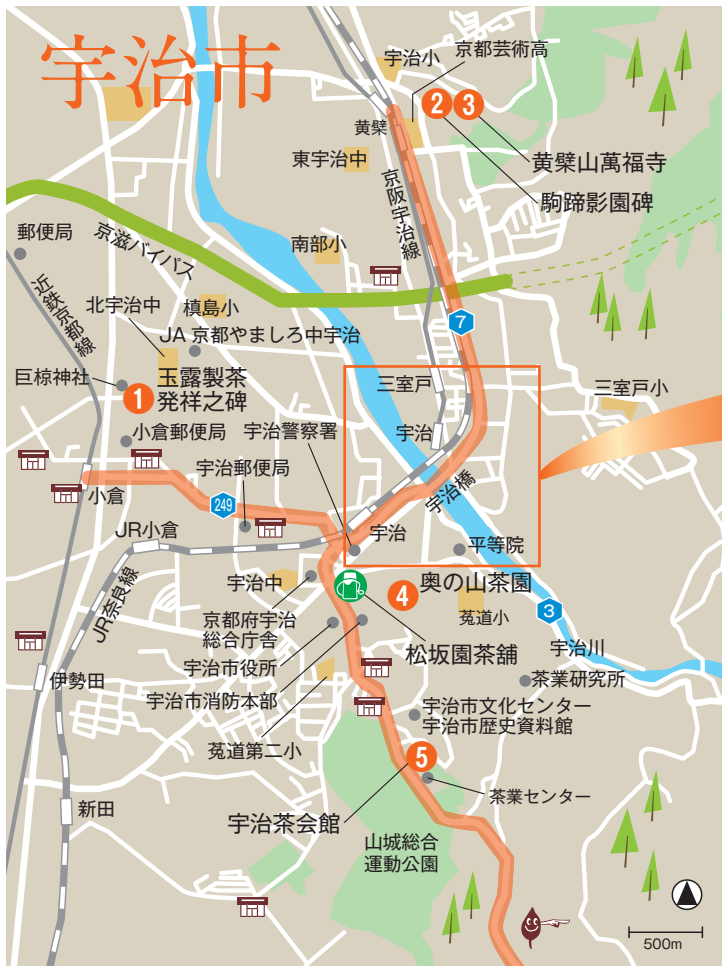 宇治市
宇治小
京都芸術高
黄檗
2
3
東宇治中
京阪宇治線
黄檗山萬福寺
駒蹄影園碑
郵便局
京滋バイパス
南部小
近鉄京都線
北宇治中
槙島小
JA 京都やましろ中宇治
7
巨椋神社
1
玉露製茶
発祥之碑
三室戸
三室戸小
小倉郵便局
宇治警察署
宇治
宇治郵便局
宇治橋
小倉
249
JR小倉
宇治
平等院
JR奈良線
宇治中
4
奥の山茶園
菟道小
3
京都府宇治
総合庁舎
松坂園茶舗
宇治川
宇治市役所
伊勢田
茶業研究所
宇治市消防本部
宇治市文化センター
宇治市歴史資料館
菟道第二小
5
新田
茶業センター
宇治茶会館
山城総合
運動公園
500m